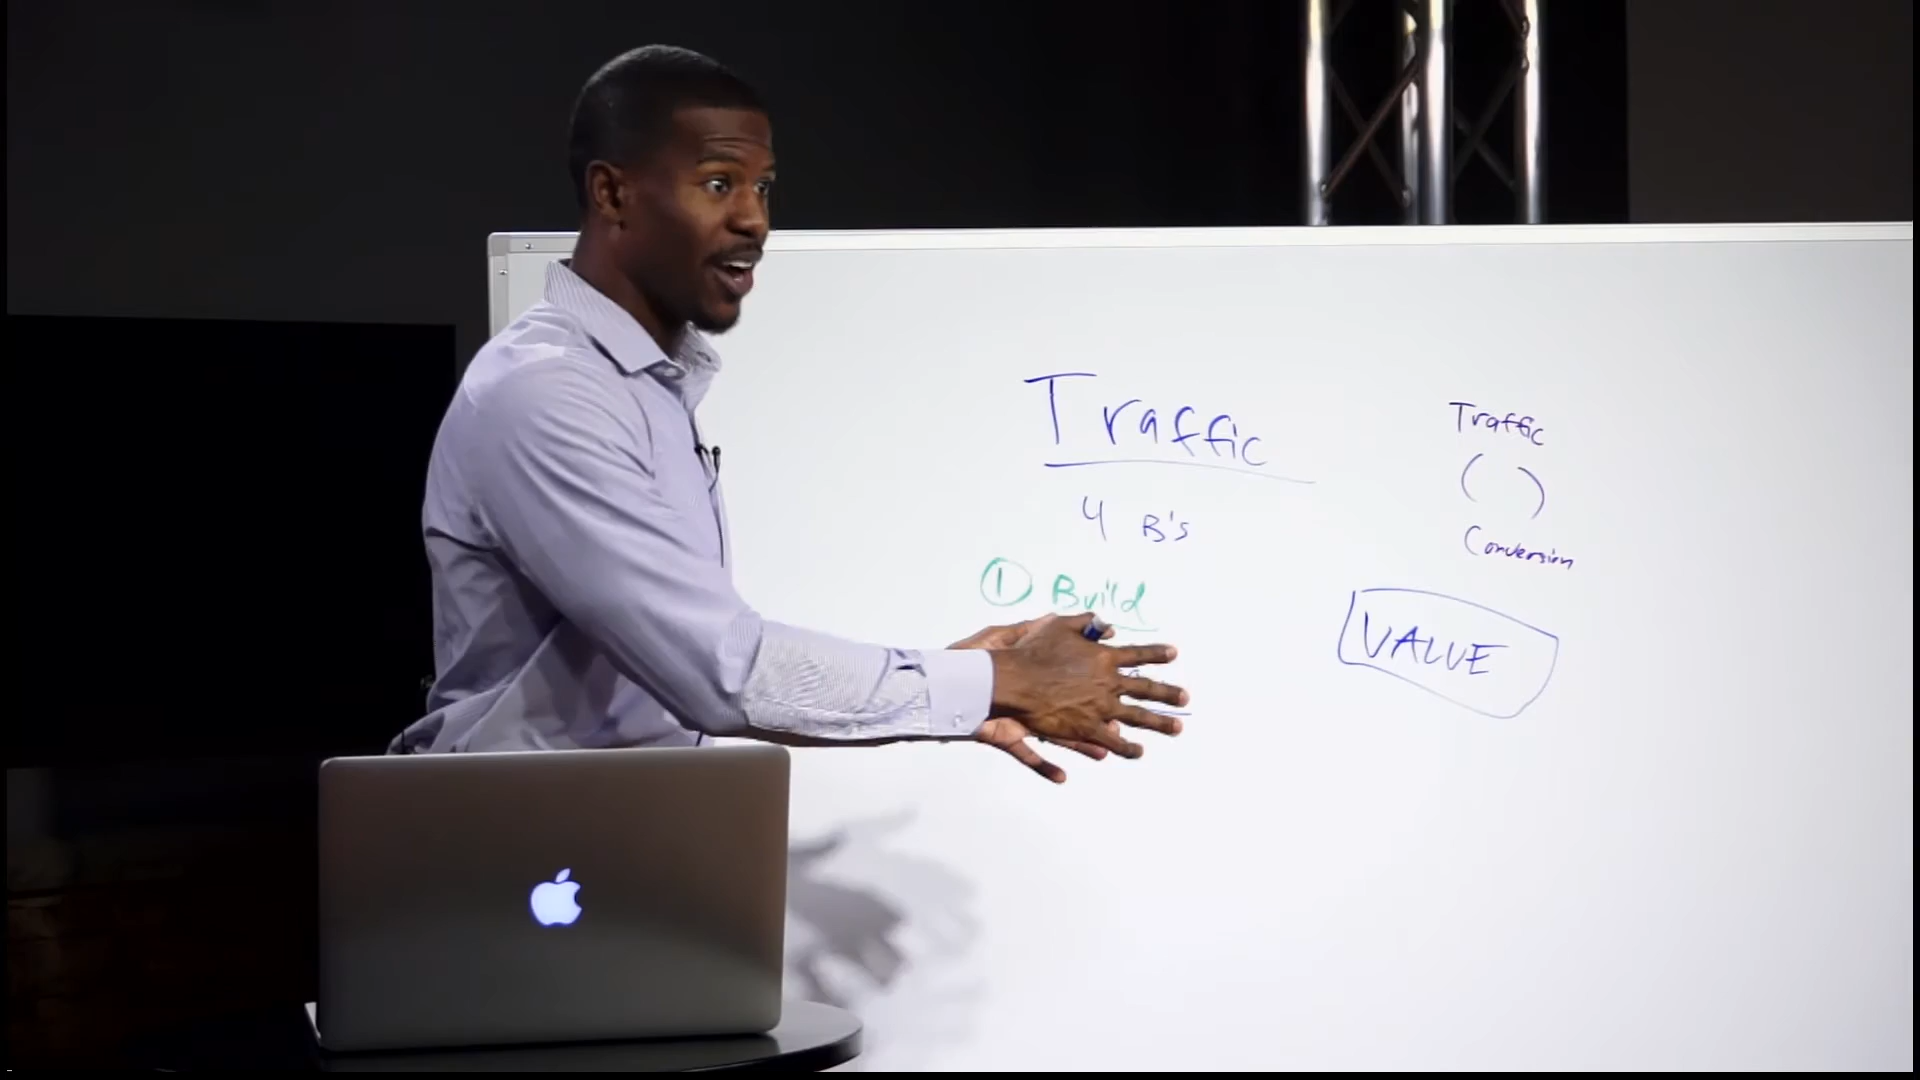 Traffic
4 B's
① Build
Traffic
( )
Conversion
VALUE